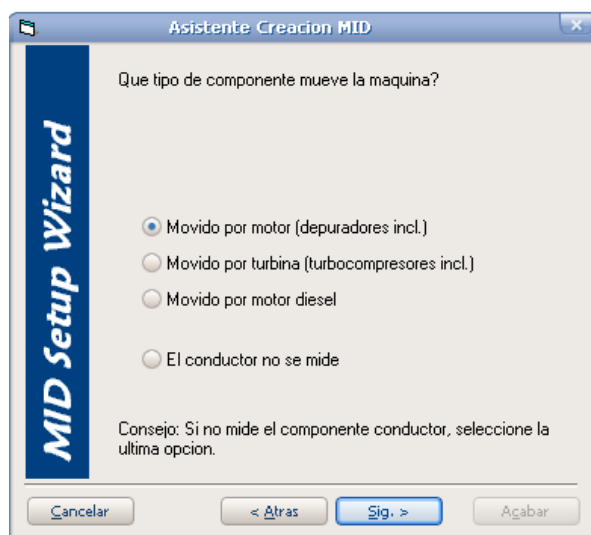 Asistente Creacion MID
MID Setup Wizard
Que tipo de componente mueve la maquina?
Movido por motor (depuradores incl.)
Movido por turbina (turbocompresores incl.)
Movido por motor diesel
El conductor no se mide
Consejo: Si no mide el componente conductor, seleccione la
ultima opcion.
Cancelar
< Atras
Sig. >
Acabar